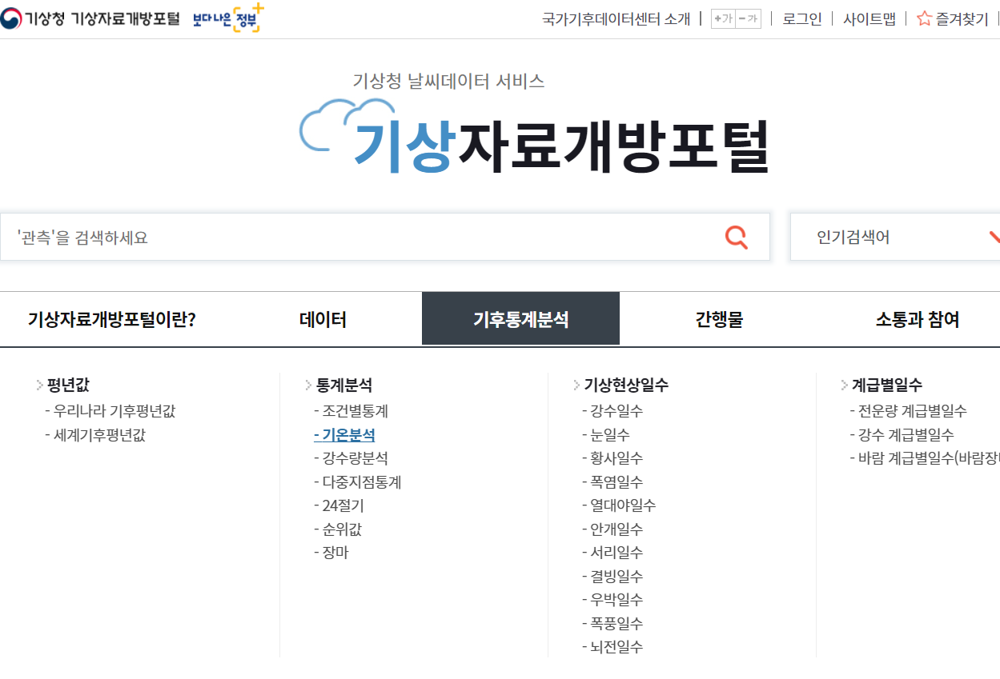 기상청 기상자료개방포털 보다나은 정부
국가기후데이터센터 소개 | +가 -가 | 로그인 | 사이트맵 | 즐겨찾기
기상청 날씨데이터 서비스
기상자료개방포털
'관측'을 검색하세요
인기검색어
기상자료개방포털이란? 데이터 기후통계분석 간행물 소통과 참여
평년값
- 우리나라 기후평년값
- 세계기후평년값
통계분석
- 조건별통계
- 기온분석
- 강수량분석
- 다중지점통계
- 24절기
- 순위값
- 장마
기상현상일수
- 강수일수
- 눈일수
- 황사일수
- 폭염일수
- 열대야일수
- 안개일수
- 서리일수
- 결빙일수
- 우박일수
- 폭풍일수
- 뇌전일수
계급별일수
- 전운량 계급별일수
- 강수 계급별일수
- 바람 계급별일수(바람장